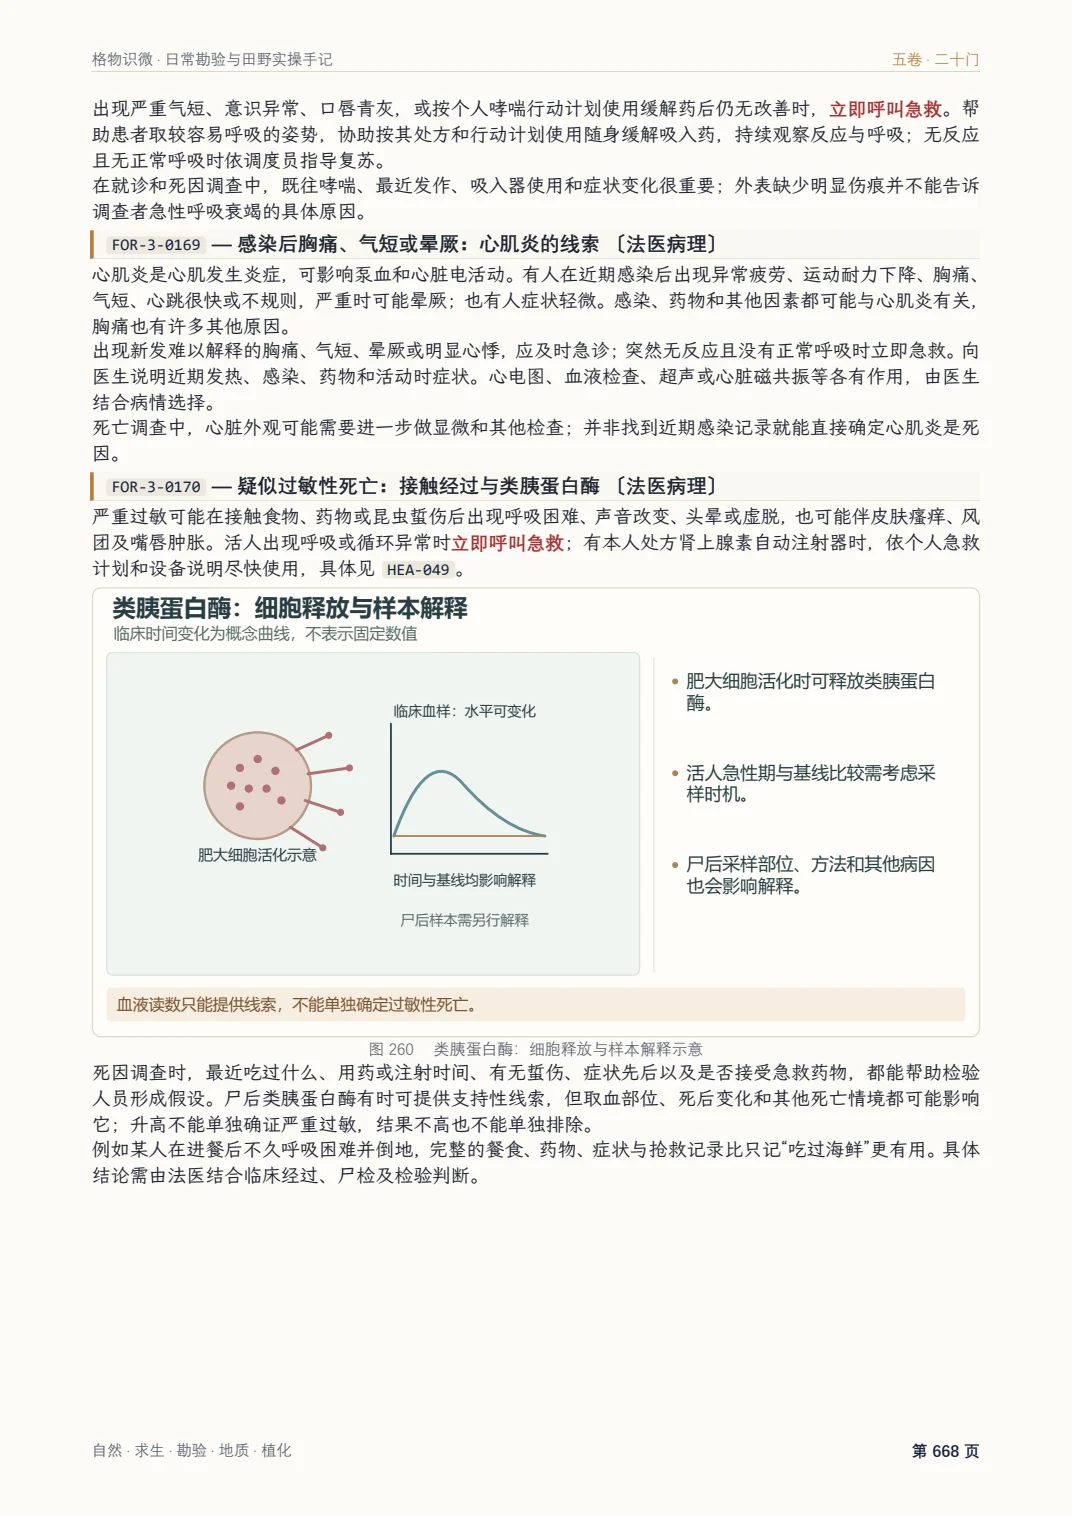 格物识微 · 日常勘验与田野实操手记
五卷 · 二十门
出现严重气短、意识异常、口唇青灰，或按个人哮喘行动计划使用缓解药后仍无改善时，立即呼叫急救。帮
助患者取较容易呼吸的姿势，协助按其处方和行动计划使用随身缓解吸入药，持续观察反应与呼吸；无反应
且无正常呼吸时依调度员指导复苏。
在就诊和死因调查中，既往哮喘、最近发作、吸入器使用和症状变化很重要；外表缺少明显伤痕并不能告诉
调查者急性呼吸衰竭的具体原因。
FOR-3-0169 — 感染后胸痛、气短或晕厥：心肌炎的线索 〔法医病理〕
心肌炎是心肌发生炎症，可影响泵血和心脏电活动。有人在近期感染后出现异常疲劳、运动耐力下降、胸痛、
气短、心跳很快或不规则，严重时可能晕厥；也有人症状轻微。感染、药物和其他因素都可能与心肌炎有关，
胸痛也有许多其他原因。
出现新发难以解释的胸痛、气短、晕厥或明显心悸，应及时急诊；突然无反应且没有正常呼吸时立即急救。向
医生说明近期发热、感染、药物和活动时症状。心电图、血液检查、超声或心脏磁共振等各有作用，由医生
结合病情选择。
死亡调查中，心脏外观可能需要进一步做显微和其他检查；并非找到近期感染记录就能直接确定心肌炎是死
因。
FOR-3-0170 — 疑似过敏性死亡：接触经过与类胰蛋白酶 〔法医病理〕
严重过敏可能在接触食物、药物或昆虫蜇伤后出现呼吸困难、声音改变、头晕或虚脱，也可能伴皮肤瘙痒、风
团及嘴唇肿胀。活人出现呼吸或循环异常时立即呼叫急救；有本人处方肾上腺素自动注射器时，依个人急救
计划和设备说明尽快使用，具体见 HEA-049。
类胰蛋白酶：细胞释放与样本解释
临床时间变化为概念曲线，不表示固定数值
临床血样：水平可变化
肥大细胞活化示意
时间与基线均影响解释
尸后样本需另行解释
• 肥大细胞活化时可释放类胰蛋白
酶。
• 活人急性期与基线比较需考虑采
样时机。
• 尸后采样部位、方法和其他病因
也会影响解释。
血液读数只能提供线索，不能单独确定过敏性死亡。
图 260 类胰蛋白酶：细胞释放与样本解释示意
死因调查时，最近吃过什么、用药或注射时间、有无蜇伤、症状先后以及是否接受急救药物，都能帮助检验
人员形成假设。尸后类胰蛋白酶有时可提供支持性线索，但取血部位、死后变化和其他死亡情境都可能影响
它；升高不能单独确证严重过敏，结果不高也不能单独排除。
例如某人在进餐后不久呼吸困难并倒地，完整的餐食、药物、症状与抢救记录比只记“吃过海鲜”更有用。具体
结论需由法医结合临床经过、尸检及检验判断。
自然 · 求生 · 勘验 · 地质 · 植化
第 668 页